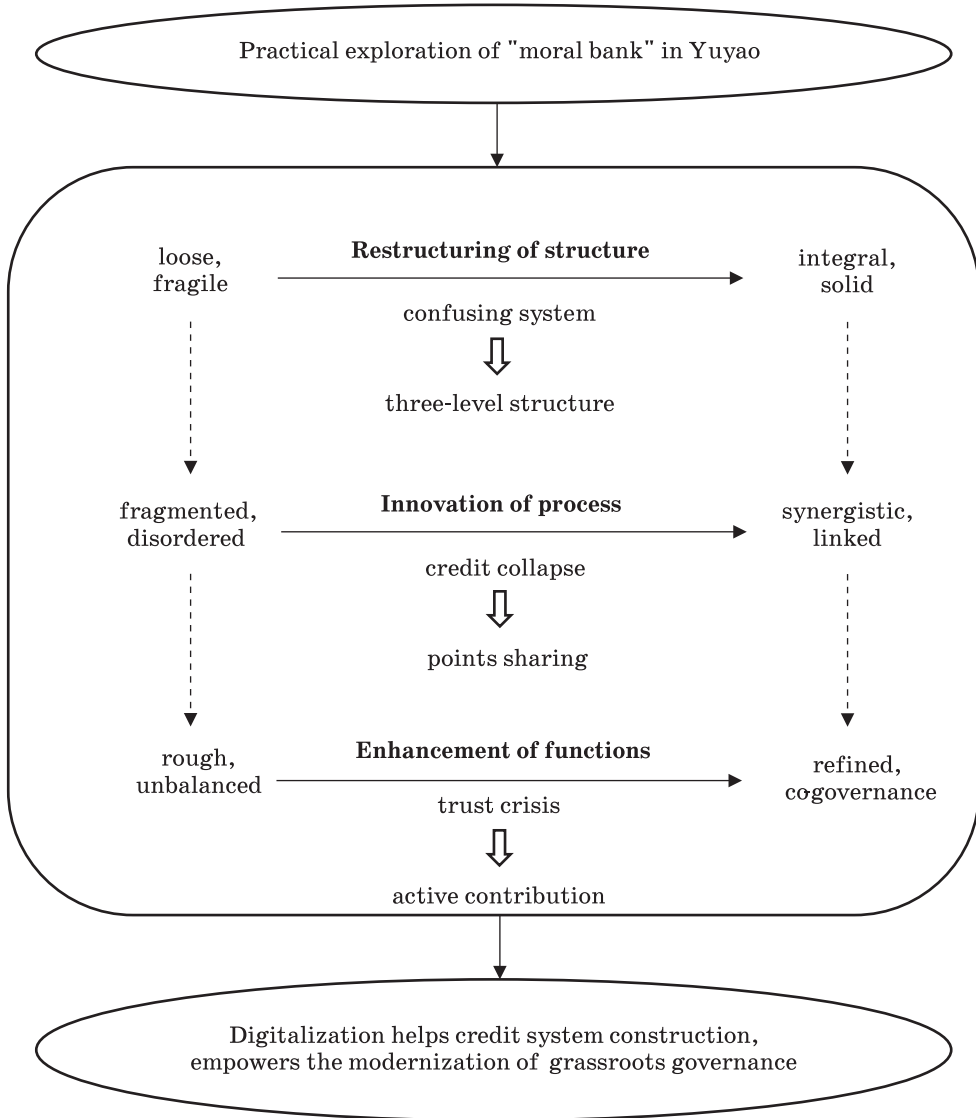 Practical exploration of "moral bank" in Yuyao
loose,
fragile
Restructuring of structure
integral,
solid
confusing system
three-level structure
fragmented,
disordered
Innovation of process
synergistic,
linked
credit collapse
points sharing
rough,
unbalanced
Enhancement of functions
refined,
co-governance
trust crisis
active contribution
Digitalization helps credit system construction,
empowers the modernization of grassroots governance